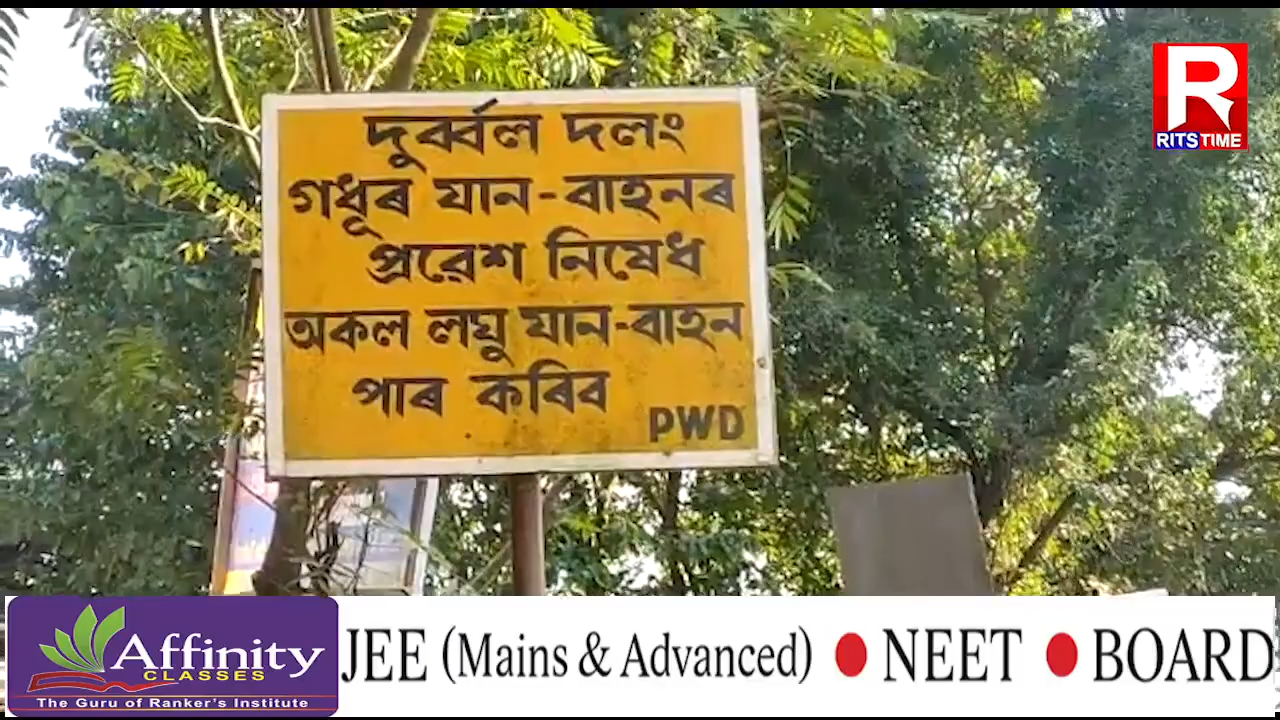 দুৰ্ব্বল দলং
গধূৰ যান-বাহনৰ
প্ৰৱেশ নিষেধ
অকল লঘু যান-বাহন
পাৰ কৰিব
PWD
R
RITS TIME
Affinity
CLASSES
The Guru of Ranker's Institute
JEE (Mains & Advanced) ● NEET ● BOARD